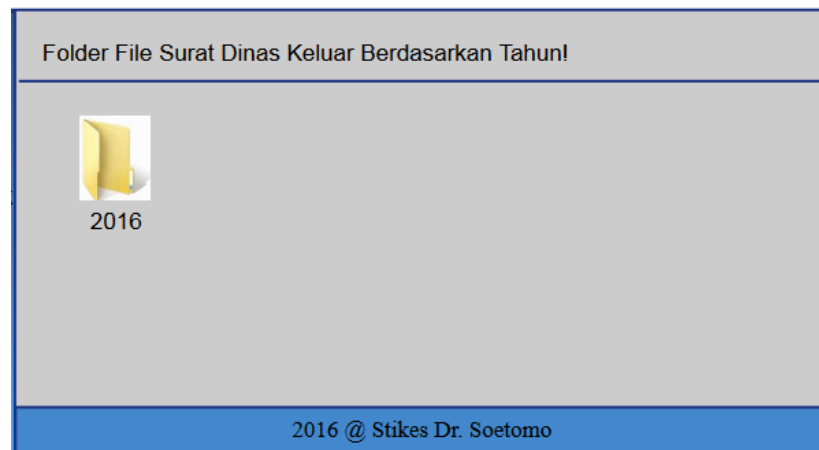 Folder File Surat Dinas Keluar Berdasarkan Tahun!
2016
2016 @ Stikes Dr. Soetomo